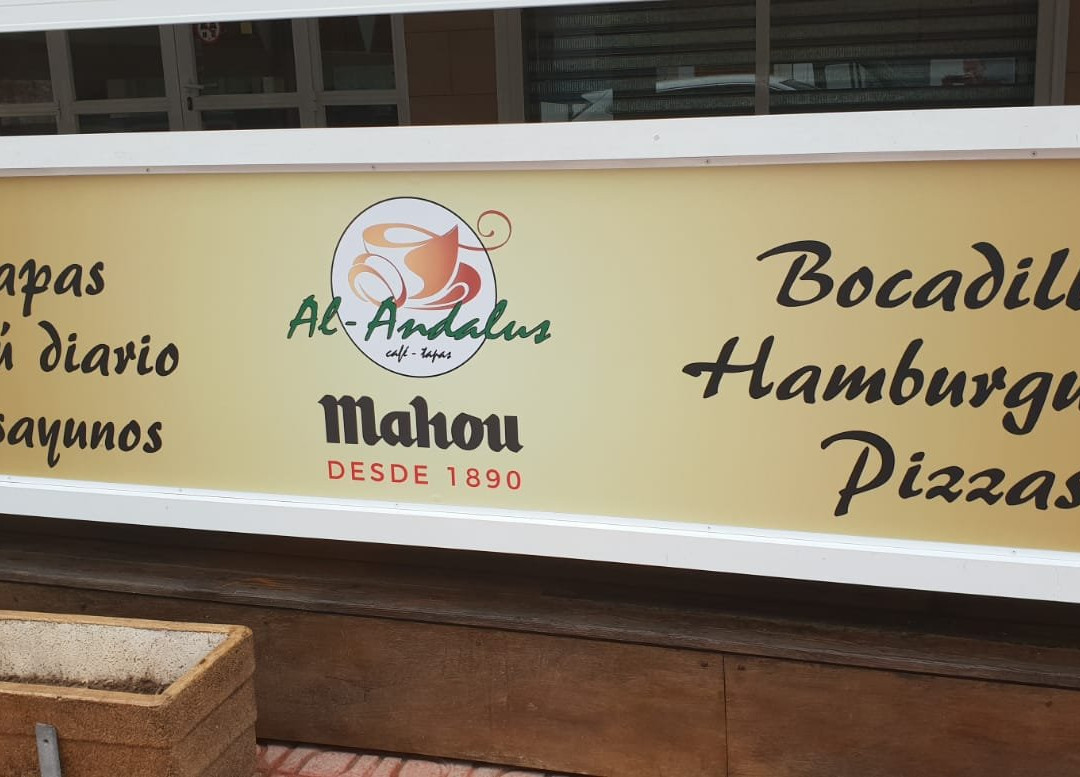 apas
ú diario
sayunos
Al-Andalus
café - tapas
Mahou
DESDE 1890
Bocadill
Hamburgu
Pizzas